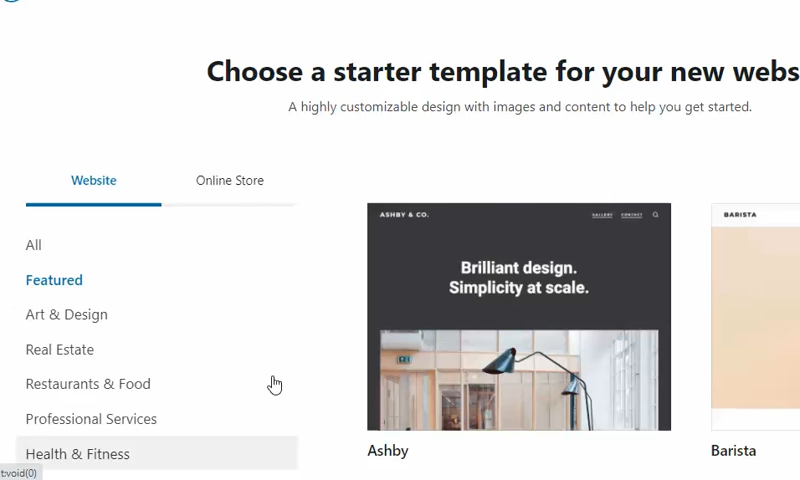 Choose a starter template for your new webs
A highly customizable design with images and content to help you get started.
Website
Online Store
All
Featured
Art & Design
Real Estate
Restaurants & Food
Professional Services
Health & Fitness
t:void(0)
ASHBY & CO.
GALLERY CONTACT
Brilliant design.
Simplicity at scale.
Ashby
BARISTA
Barista